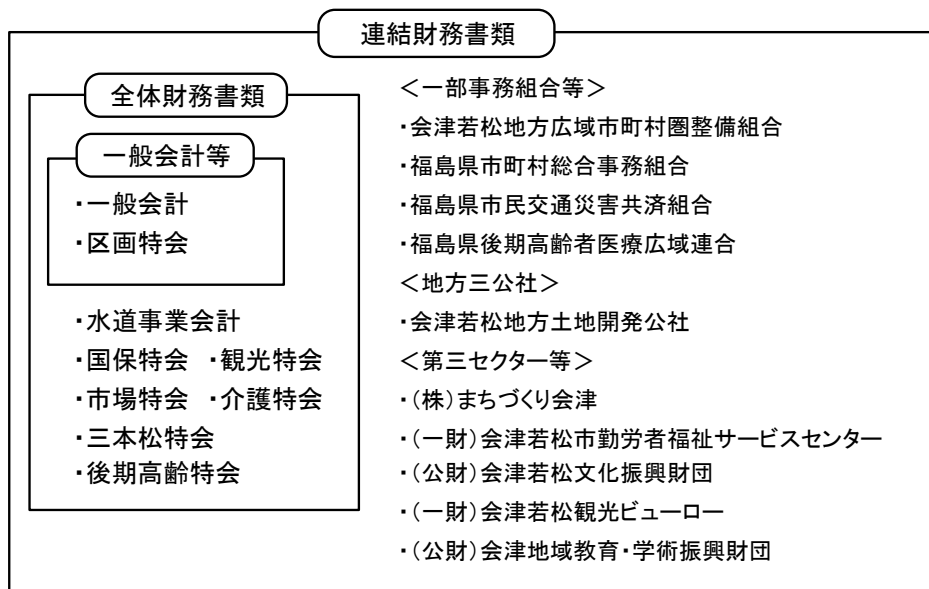 連結財務書類
全体財務書類
一般会計等
・一般会計
・区画特会
・水道事業会計
・国保特会 ・観光特会
・市場特会 ・介護特会
・三本松特会
・後期高齢特会
＜一部事務組合等＞
・会津若松地方広域市町村圏整備組合
・福島県市町村総合事務組合
・福島県市民交通災害共済組合
・福島県後期高齢者医療広域連合
＜地方三公社＞
・会津若松地方土地開発公社
＜第三セクター等＞
・（株）まちづくり会津
・（一財）会津若松市勤労者福祉サービスセンター
・（公財）会津若松文化振興財団
・（一財）会津若松観光ビューロー
・（公財）会津地域教育・学術振興財団